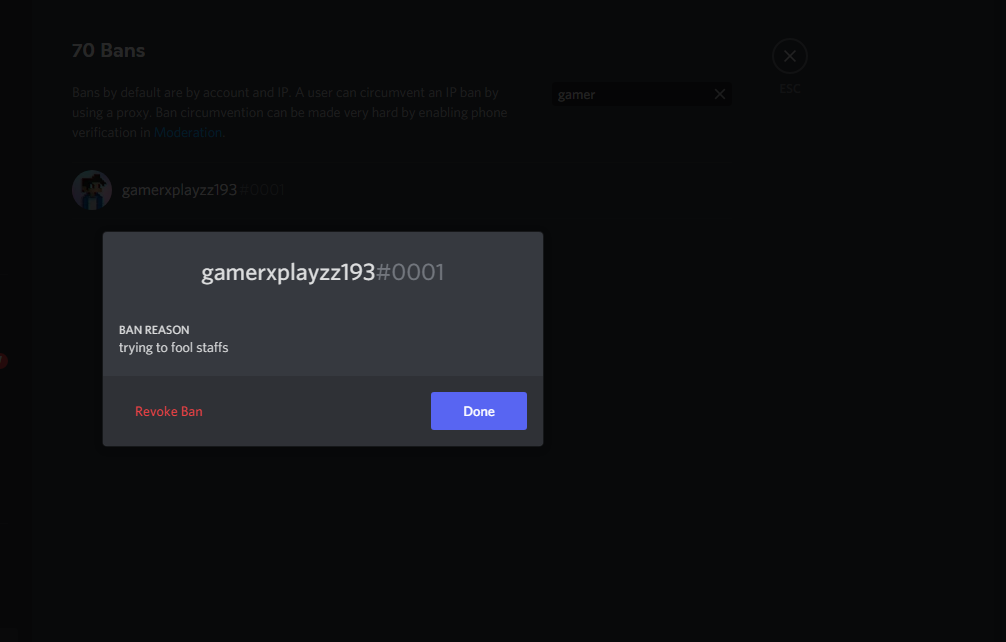 70 Bans
Bans by default are by account and IP. A user can circumvent an IP ban by
using a proxy. Ban circumvention can be made very hard by enabling phone
verification in Moderation.
gamer
ESC
gamerxplayzz193#0001
gamerxplayzz193#0001
BAN REASON
trying to fool staffs
Revoke Ban
Done